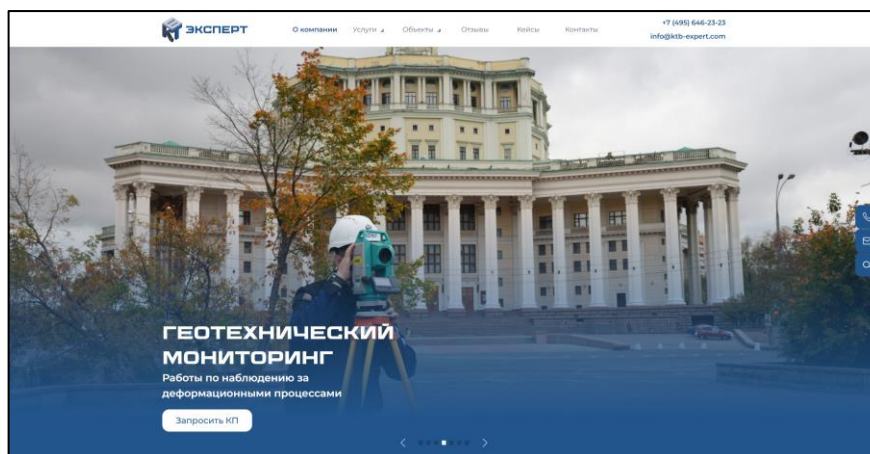 ЭКСПЕРТ
О компании
Услуги
Объекты
Отзывы
Кейсы
Контакты
+7 (495) 646-23-23
info@ktb-expert.com
ГЕОТЕХНИЧЕСКИЙ
МОНИТОРИНГ
Работы по наблюдению за
деформационными процессами
Запросить КП